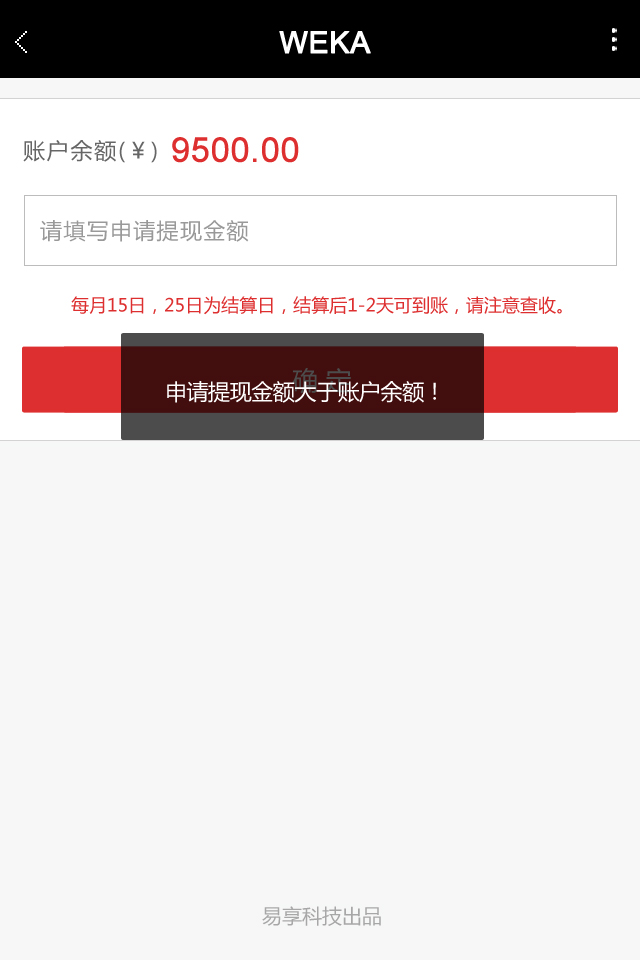 WEKA
账户余额(￥) 9500.00
请填写申请提现金额
每月15日，25日为结算日，结算后1-2天可到账，请注意查收。
确 定
申请提现金额大于账户余额！
易享科技出品